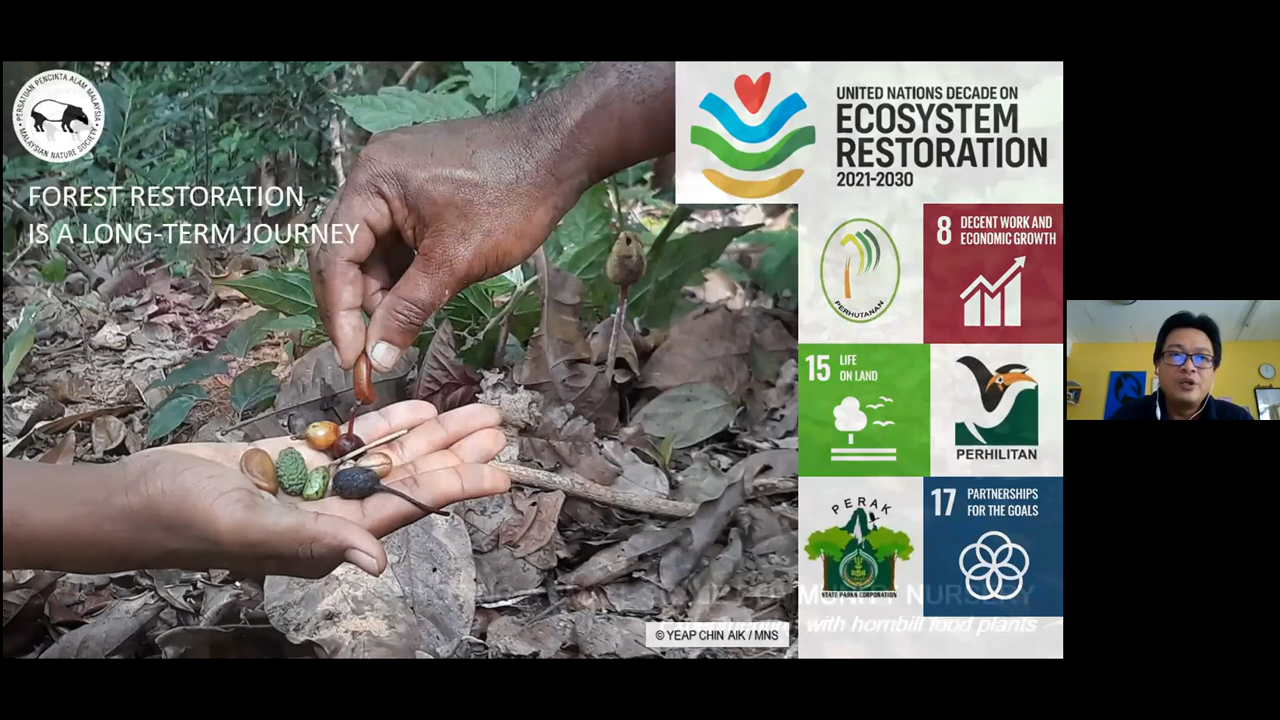 PERSATUAN PENCINTA ALAM MALAYSIA
MALAYSIAN NATURE SOCIETY
FOREST RESTORATION
IS A LONG-TERM JOURNEY
UNITED NATIONS DECADE ON
ECOSYSTEM
RESTORATION
2021-2030
PERHUTANAN
8 DECENT WORK AND
ECONOMIC GROWTH
15 LIFE
ON LAND
PERHILITAN
PERAK
STATE PARKS CORPORATION
17 PARTNERSHIPS
FOR THE GOALS
NURSERY
with hornbill food plants
© YEAP CHIN AIK / MNS